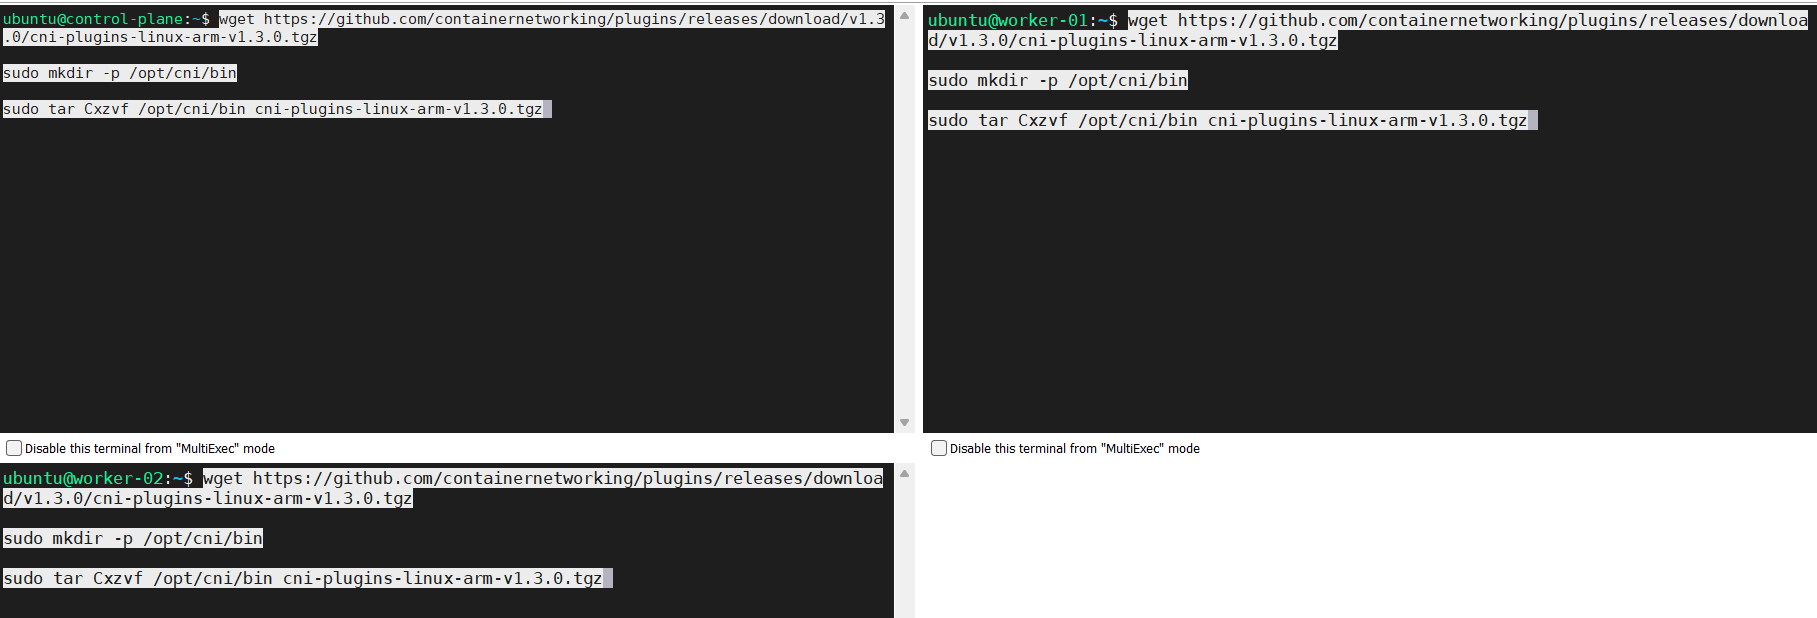 ubuntu@control-plane:~$ wget https://github.com/containernetworking/plugins/releases/download/v1.3
.0/cni-plugins-linux-arm-v1.3.0.tgz
sudo mkdir -p /opt/cni/bin
sudo tar Cxzvf /opt/cni/bin cni-plugins-linux-arm-v1.3.0.tgz
Disable this terminal from "MultiExec" mode
ubuntu@worker-01:~$ wget https://github.com/containernetworking/plugins/releases/downloa
d/v1.3.0/cni-plugins-linux-arm-v1.3.0.tgz
sudo mkdir -p /opt/cni/bin
sudo tar Cxzvf /opt/cni/bin cni-plugins-linux-arm-v1.3.0.tgz
Disable this terminal from "MultiExec" mode
ubuntu@worker-02:~$ wget https://github.com/containernetworking/plugins/releases/downloa
d/v1.3.0/cni-plugins-linux-arm-v1.3.0.tgz
sudo mkdir -p /opt/cni/bin
sudo tar Cxzvf /opt/cni/bin cni-plugins-linux-arm-v1.3.0.tgz